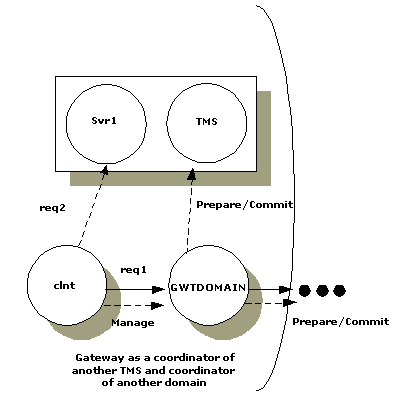 Svr1
TMS
req2
Prepare/Commit
clnt
req1
GWTDOMAIN
Manage
Prepare/Commit
Gateway as a coordinator of
another TMS and coordinator
of another domain